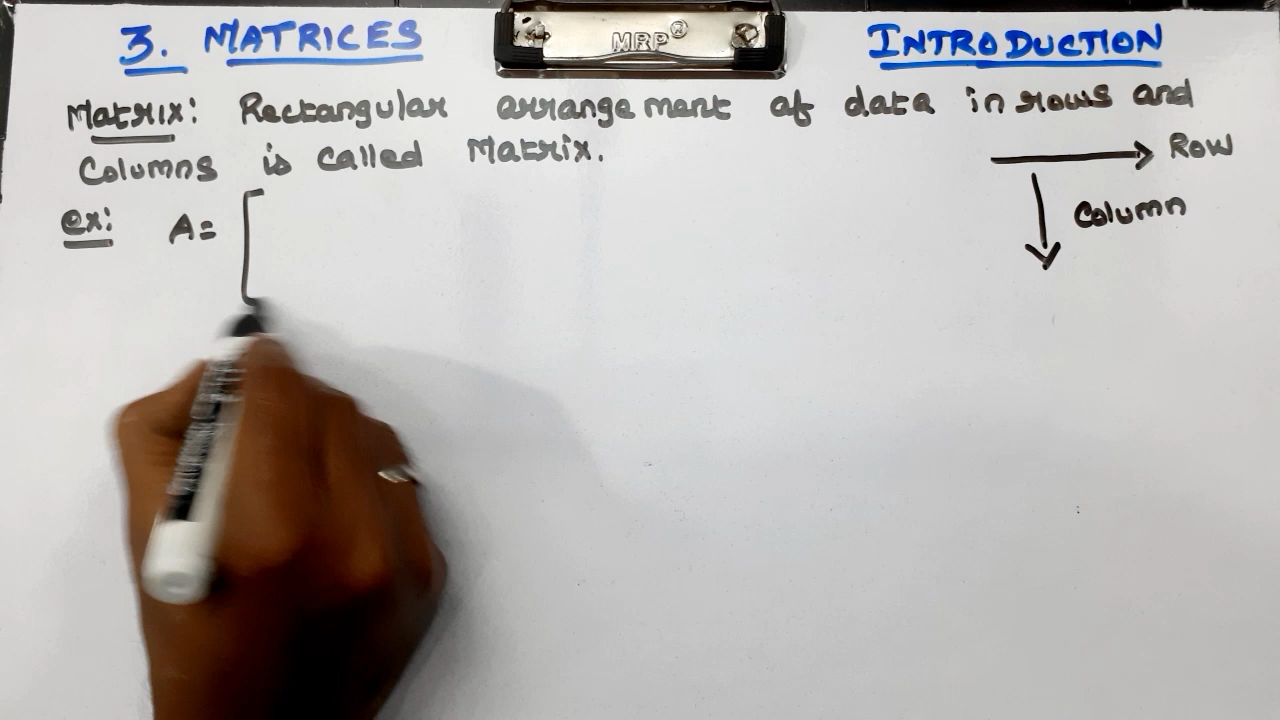 3. MATRICES
MRP®
INTRODUCTION
Matrix: Rectangular arrangement of data in rows and
Columns is called Matrix.
Row
Column
ex: A= [